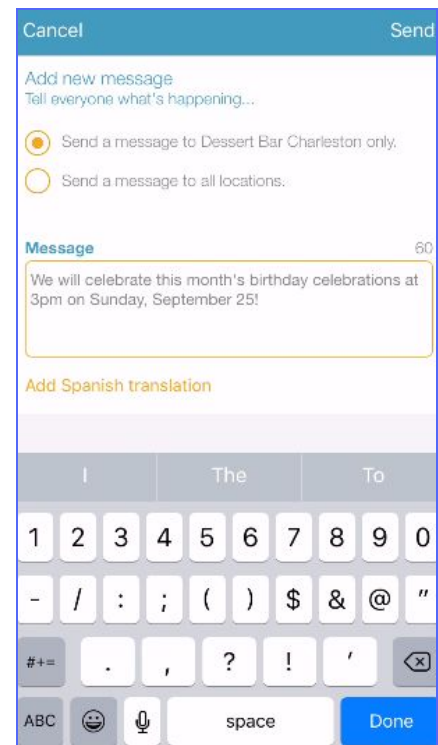 Cancel Send
Add new message
Tell everyone what's happening...
Send a message to Dessert Bar Charleston only.
Send a message to all locations.
Message 60
We will celebrate this month's birthday celebrations at
3pm on Sunday, September 25!
Add Spanish translation
I The To
1 2 3 4 5 6 7 8 9 0
- / : ; ( ) $ & @ "
#+= . , ? ! '
ABC space Done